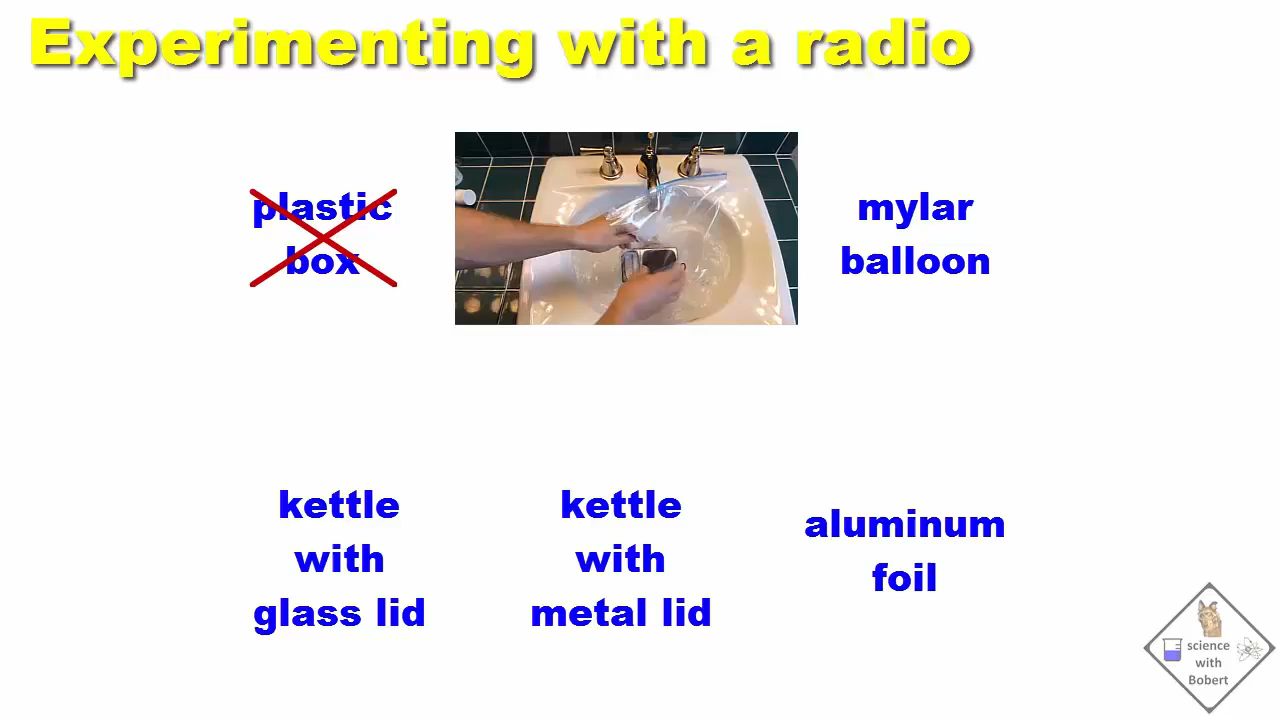 Experimenting with a radio
plastic
box
mylar
balloon
kettle
with
glass lid
kettle
with
metal lid
aluminum
foil
science
with
Bobert